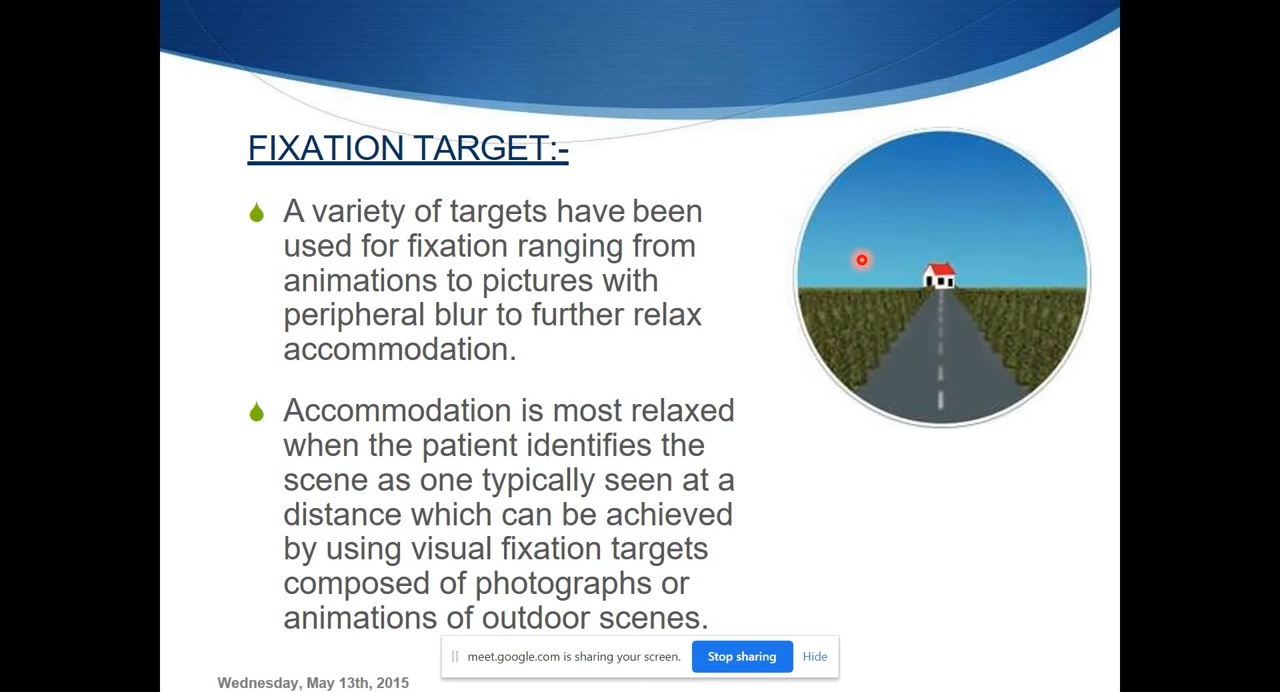 FIXATION TARGET:-
A variety of targets have been
used for fixation ranging from
animations to pictures with
peripheral blur to further relax
accommodation.
Accommodation is most relaxed
when the patient identifies the
scene as one typically seen at a
distance which can be achieved
by using visual fixation targets
composed of photographs or
animations of outdoor scenes.
meet.google.com is sharing your screen. Stop sharing Hide
Wednesday, May 13th, 2015